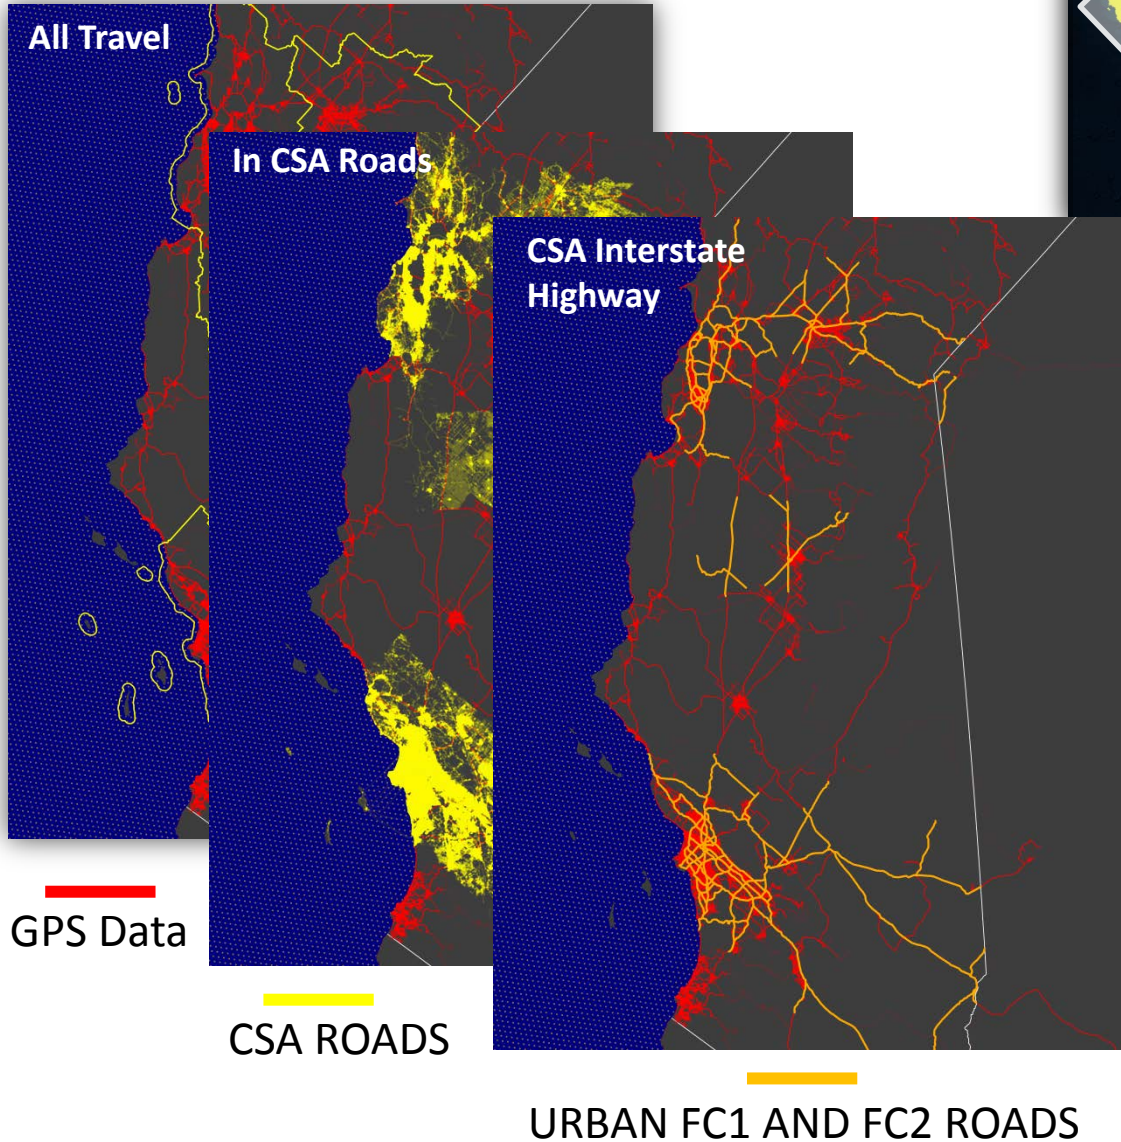 All Travel
In CSA Roads
CSA Interstate
Highway
GPS Data
CSA ROADS
URBAN FC1 AND FC2 ROADS